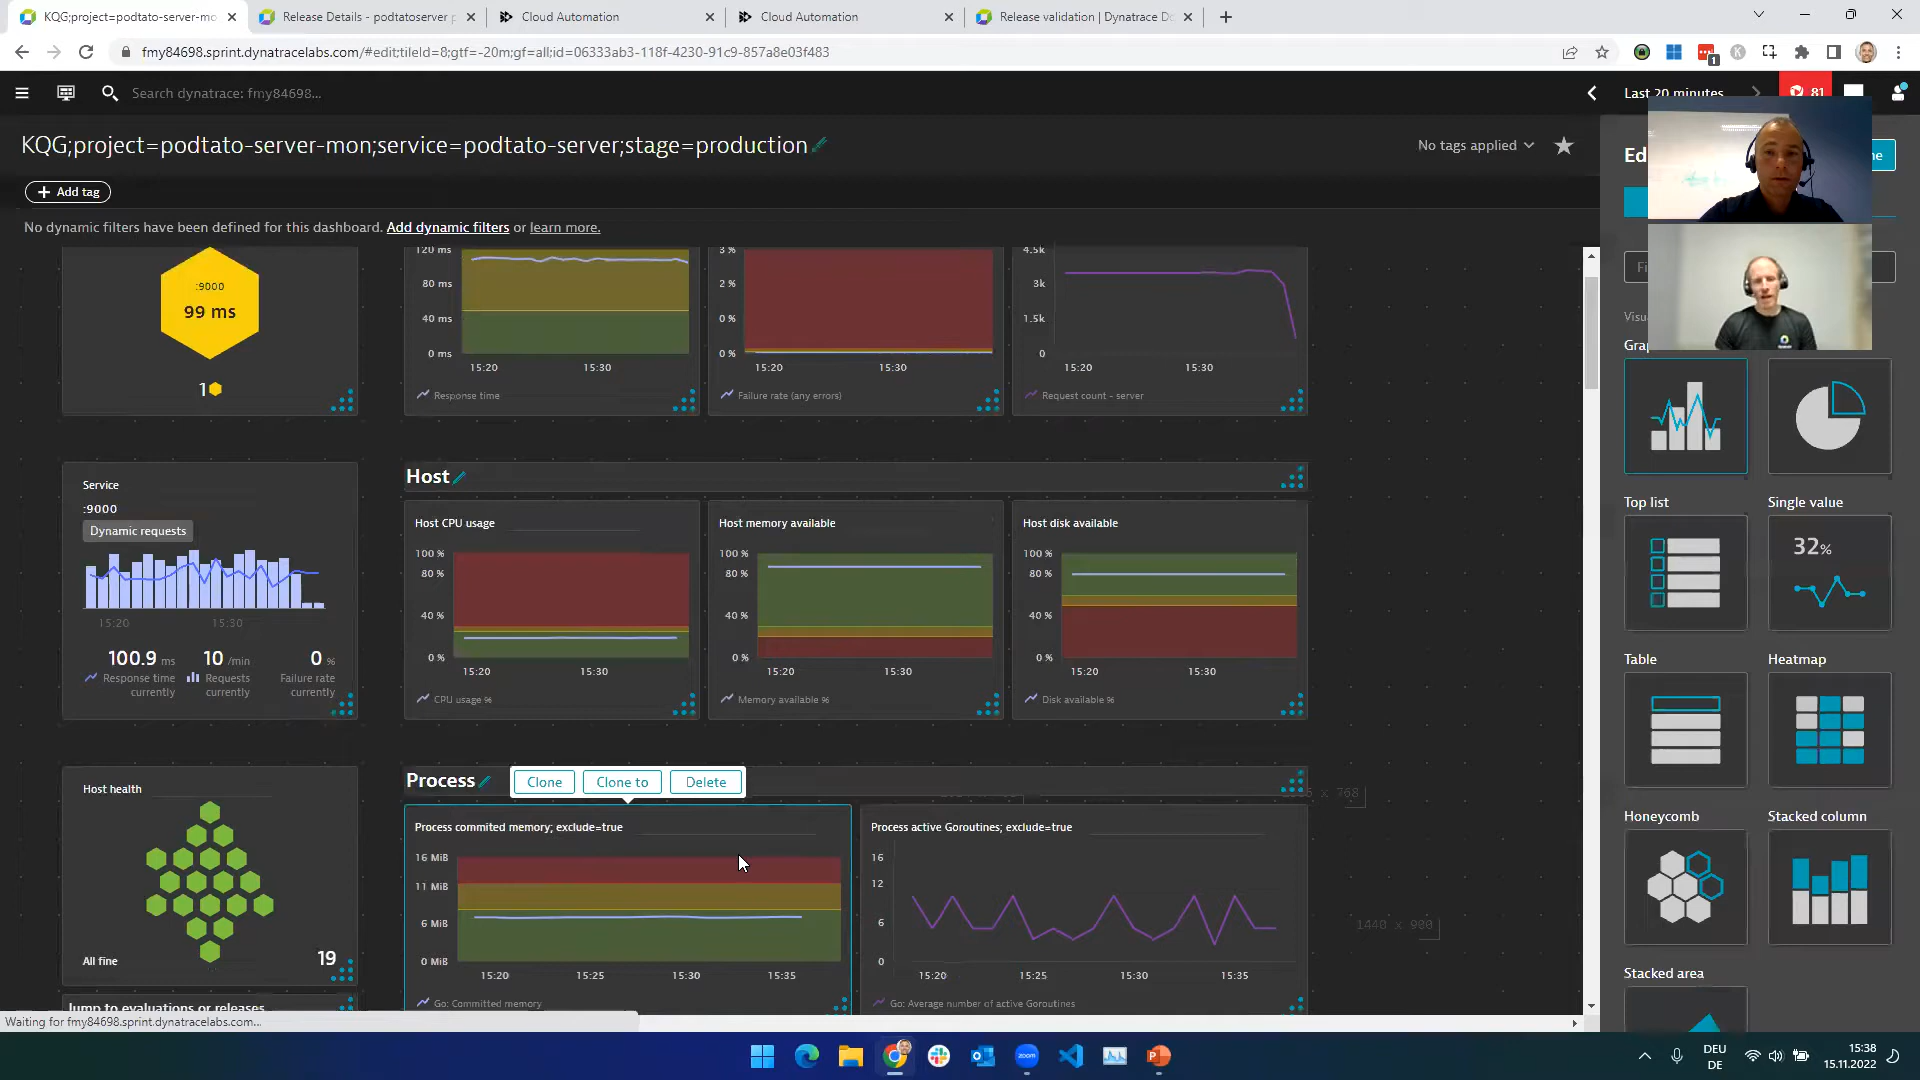 KQG;project=podtato-server-mo
Release Details - podtatoserver p
Cloud Automation
Cloud Automation
Release validation | Dynatrace Do
fmy84698.sprint.dynatracelabs.com/#edit;tileId=8;gtf=-20m;gf=all;id=06333ab3-118f-4230-91c9-857a8e03f483
1
Search dynatrace: fmy84698...
Last 20 minutes
81
KQG;project=podtato-server-mon;service=podtato-server;stage=production
No tags applied
Add tag
No dynamic filters have been defined for this dashboard. Add dynamic filters or learn more.
:9000
99 ms
1
120 ms
80 ms
40 ms
0 ms
15:20
15:30
Response time
3 %
2 %
0 %
0 %
15:20
15:30
Failure rate (any errors)
4.5k
3k
1.5k
0
15:20
15:30
Request count - server
Service
:9000
Dynamic requests
15:20
15:30
100.9 ms
10 /min
0 %
Response time
Requests
Failure rate
currently
currently
currently
Host
Host CPU usage
100 %
80 %
40 %
0 %
15:20
15:30
CPU usage %
Host memory available
100 %
80 %
40 %
0 %
15:20
15:30
Memory available %
Host disk available
100 %
80 %
40 %
0 %
15:20
15:30
Disk available %
Host health
All fine
19
Jump to evaluations or releases
Process
Clone
Clone to
Delete
x 768
Process commited memory; exclude=true
16 MiB
11 MiB
6 MiB
0 MiB
15:20
15:25
15:30
15:35
Go: Committed memory
Process active Goroutines; exclude=true
16
12
6
0
15:20
15:25
15:30
15:35
Go: Average number of active Goroutines
1440 x 900
Top list
Single value
32%
Table
Heatmap
Honeycomb
Stacked column
Stacked area
Waiting for fmy84698.sprint.dynatracelabs.com...
zoom
DEU
DE
15:38
15.11.2022